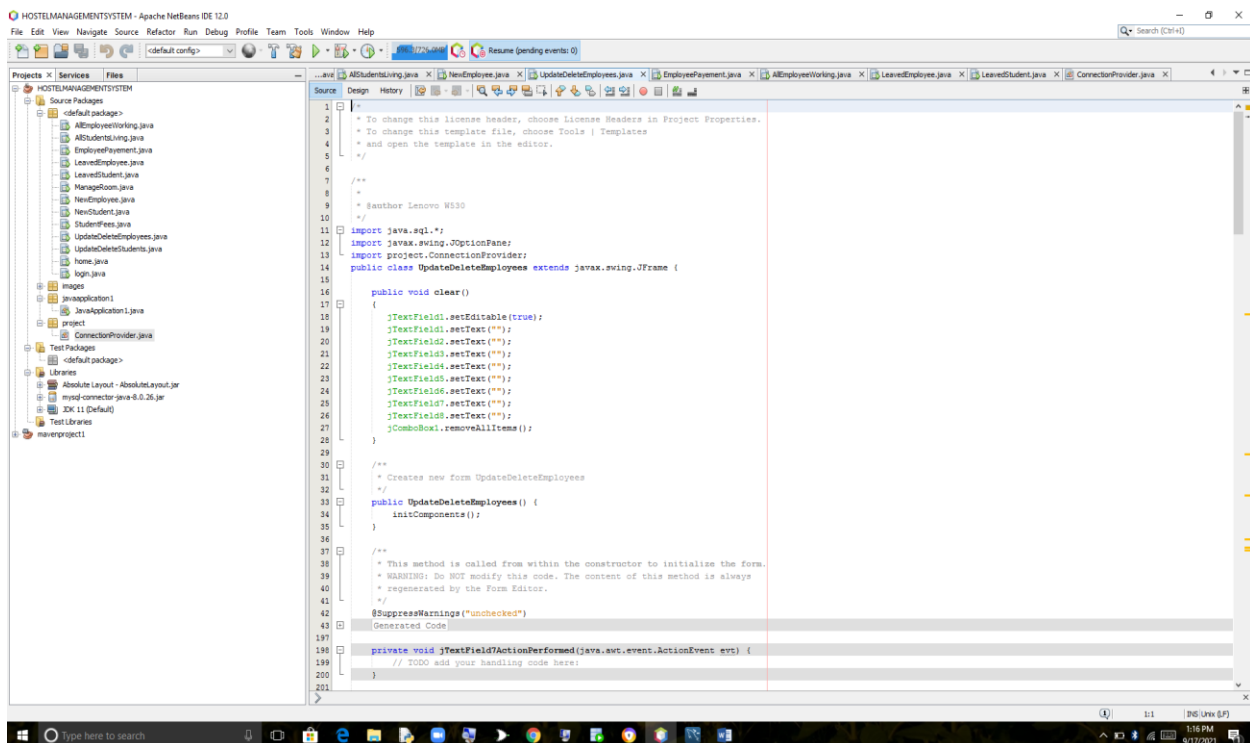 HOSTELMANAGEMENTSYSTEM - Apache NetBeans IDE 12.0
File Edit View Navigate Source Refactor Run Debug Profile Team Tools Window Help
Search (Ctrl+I)
<default config>
Resume (pending events: 0)
Projects X Services Files
...ava AllStudentsLiving.java X NewEmployee.java X UpdateDeleteEmployees.java X EmployeePayement.java X AllEmployeeWorking.java X LeavedEmployee.java X LeavedStudent.java X ConnectionProvider.java X
Source Design History
HOSTELMANAGEMENTSYSTEM
Source Packages
<default package>
AllEmployeeWorking.java
AllStudentsLiving.java
EmployeePayement.java
LeavedEmployee.java
LeavedStudent.java
ManageRoom.java
NewEmployee.java
NewStudent.java
StudentFees.java
UpdateDeleteEmployees.java
UpdateDeleteStudents.java
home.java
login.java
images
javaapplication1
JavaApplication1.java
project
ConnectionProvider.java
Test Packages
<default package>
Libraries
Absolute Layout - AbsoluteLayout.jar
mysql-connector-java-8.0.26.jar
JDK 11 (Default)
Test Libraries
mavenproject1
1 /*
2 * To change this license header, choose License Headers in Project Properties.
3 * To change this template file, choose Tools | Templates
4 * and open the template in the editor.
5 */
6
7 /**
8 *
9 * @author Lenovo W530
10 */
11 import java.sql.*;
12 import javax.swing.JOptionPane;
13 import project.ConnectionProvider;
14 public class UpdateDeleteEmployees extends javax.swing.JFrame {
15
16 public void clear()
17 {
18 jTextField1.setEditable(true);
19 jTextField1.setText("");
20 jTextField2.setText("");
21 jTextField3.setText("");
22 jTextField4.setText("");
23 jTextField5.setText("");
24 jTextField6.setText("");
25 jTextField7.setText("");
26 jTextField8.setText("");
27 jComboBox1.removeAllItems();
28 }
29
30 /**
31 * Creates new form UpdateDeleteEmployees
32 */
33 public UpdateDeleteEmployees() {
34 initComponents();
35 }
36
37 /**
38 * This method is called from within the constructor to initialize the form.
39 * WARNING: Do NOT modify this code. The content of this method is always
40 * regenerated by the Form Editor.
41 */
42 @SuppressWarnings("unchecked")
43 Generated Code
197
198 private void jTextField7ActionPerformed(java.awt.event.ActionEvent evt) {
199 // TODO add your handling code here:
200 }
201
1:1 INS Unix (LF)
Type here to search
1:16 PM
9/17/2021